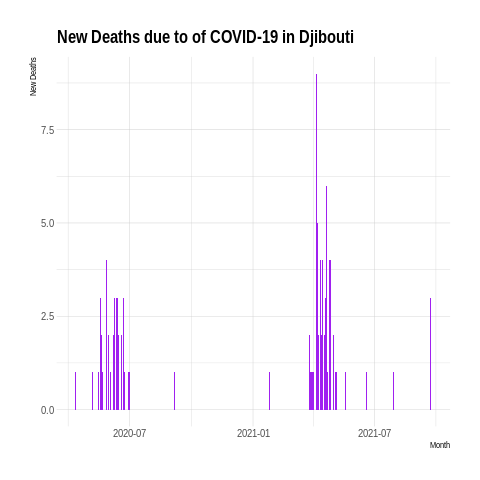 New Deaths due to of COVID-19 in Djibouti
New Deaths
7.5
5.0
2.5
0.0
2020-07
2021-01
2021-07
Month